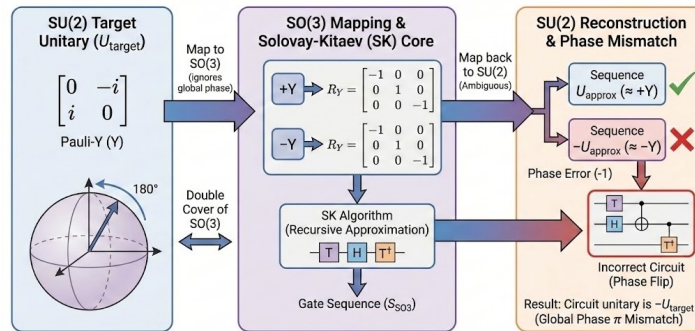 SU(2) Target
Unitary (U_target)
[0 -i]
[i 0]
Pauli-Y (Y)
180°
Map to
SO(3)
(ignores
global phase)
Double
Cover of
SO(3)
SO(3) Mapping &
Solovay-Kitaev (SK) Core
+Y R_Y = [-1 0 0]
[0 1 0]
[0 0 -1]
-Y R_Y = [-1 0 0]
[0 1 0]
[0 0 -1]
SK Algorithm
(Recursive Approximation)
T H T†
Gate Sequence (S_SO3)
Map back
to SU(2)
(Ambiguous)
SU(2) Reconstruction
& Phase Mismatch
Sequence
U_approx (≈ +Y)
Sequence
-U_approx (≈ -Y)
Phase Error (-1)
T
H
T†
Incorrect Circuit
(Phase Flip)
Result: Circuit unitary is -U_target
(Global Phase π Mismatch)